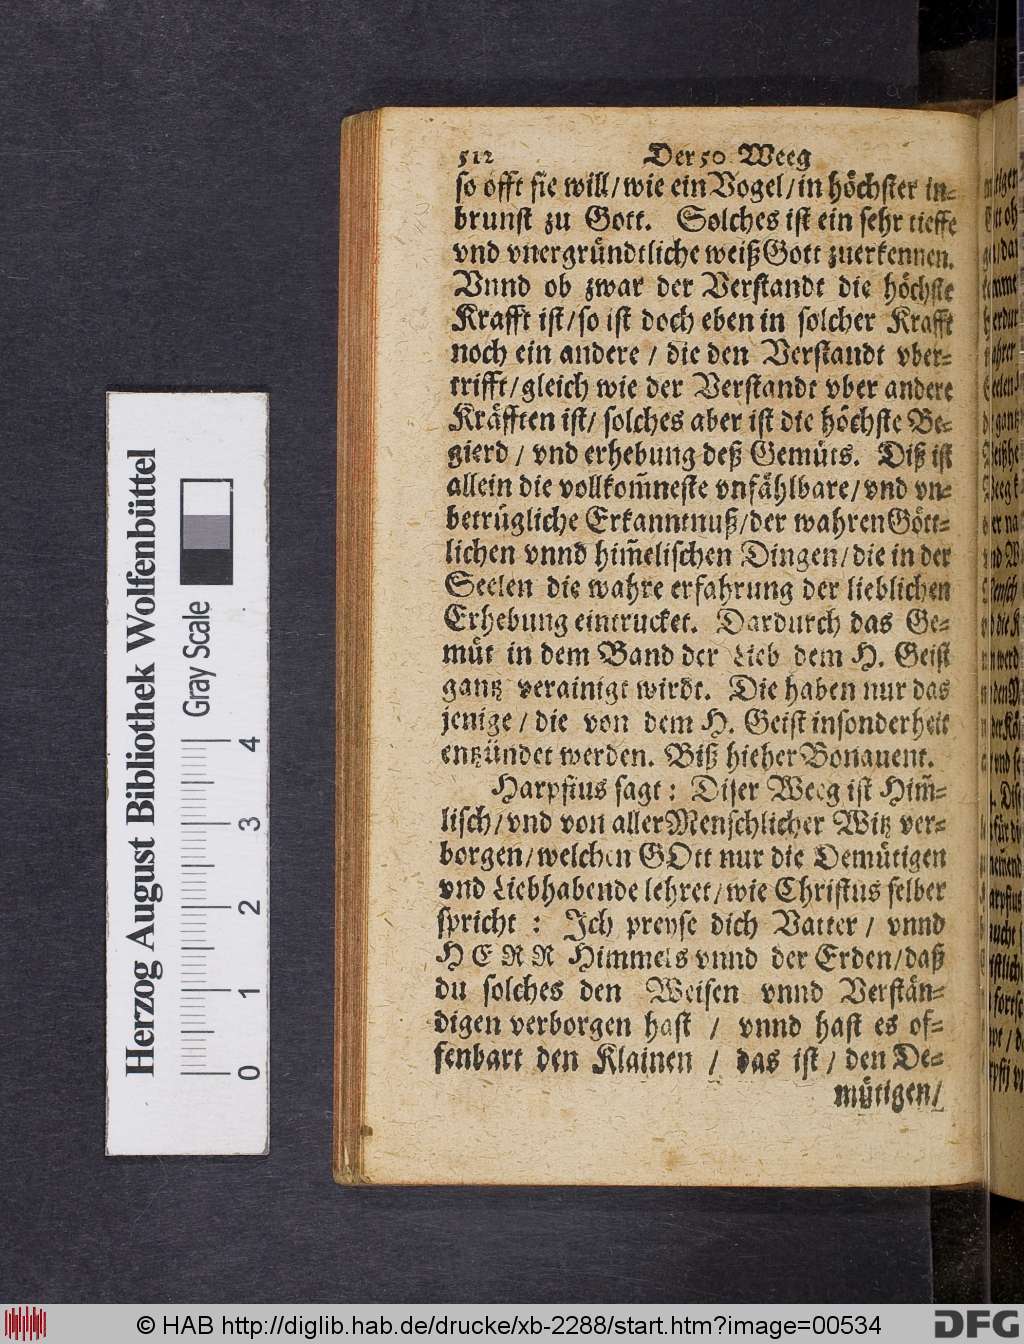 512 Der 50 Weeg
so offt sie will/wie ein Vogel/in höchster in-
brunst zu Gott. Solches ist ein sehr tieffe
vnd vnergründtliche weiß Gott zuerkennen.
Vnnd ob zwar der Verstandt die höchste
Krafft ist/so ist doch eben in solcher Krafft
noch ein andere / die den Verstandt vber-
trifft/gleich wie der Verstandt vber andere
Kräfften ist/ solches aber ist die höchste Be-
gierd / vnd erhebung deß Gemüts. Diß ist
allein die vollkom̃neste vnfählbare/vnd vn-
betrügliche Erkanntnuß/der wahren Gött-
lichen vnnd him̃elischen Dingen/die in der
Seelen die wahre erfahrung der lieblichen
Erhebung eintrucket. Dardurch das Ge-
müt in dem Band der Lieb dem H. Geist
gantz verainigt wirdt. Die haben nur das
jenige / die von dem H. Geist insonderheit
entzündet werden. Biß hieher Bonauent.
Harpsius sagt : Diser Weeg ist Him̃-
lisch/vnd von aller Menschlicher Witz ver-
borgen/welchen GOtt nur die Demütigen
vnd Liebhabende lehret/wie Christus selber
spricht : Ich preyse dich Vatter / vnnd
HERR Himmels vnnd der Erden/daß
du solches den Weisen vnnd Verstän-
digen verborgen hast / vnnd hast es of-
fenbart den Klainen / das ist / den De-
mütigen/
Herzog August Bibliothek Wolfenbüttel
Gray Scale
0 1 2 3 4
© HAB http://diglib.hab.de/drucke/xb-2288/start.htm?image=00534
DFG